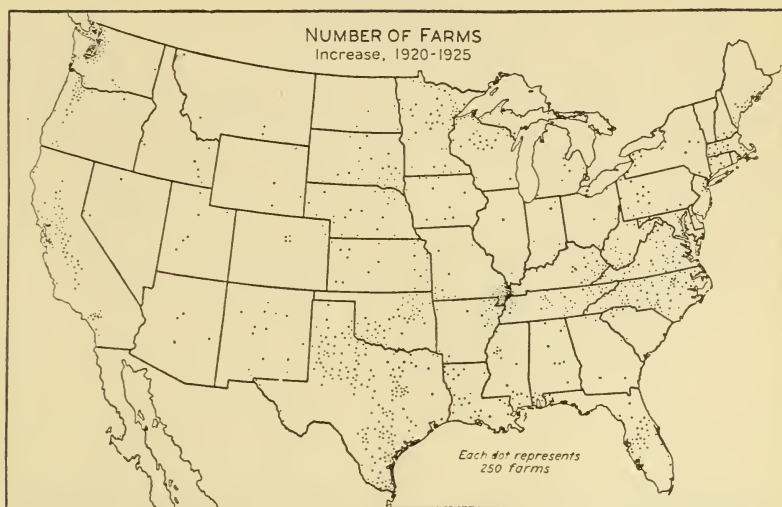 NUMBER OF FARMS
Increase, 1920-1925
Each dot represents
250 farms